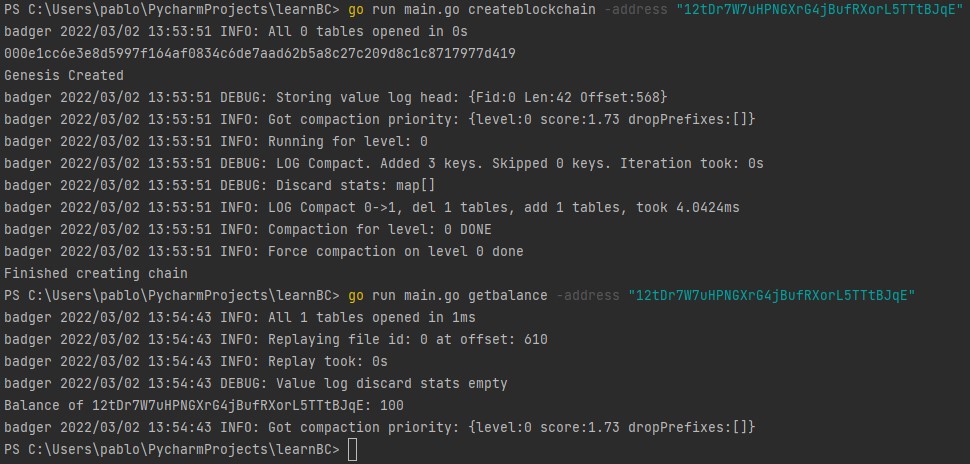 PS C:\Users\pablo\PycharmProjects\learnBC> go run main.go createblockchain -address "12tDr7W7uHPNGXrG4jBufRXorL5TTtBJqE"
badger 2022/03/02 13:53:51 INFO: All 0 tables opened in 0s
000e1cc6e3e8d5997f164af0834c6de7aad62b5a8c27c209d8c1c8717977d419
Genesis Created
badger 2022/03/02 13:53:51 DEBUG: Storing value log head: {Fid:0 Len:42 Offset:568}
badger 2022/03/02 13:53:51 INFO: Got compaction priority: {level:0 score:1.73 dropPrefixes:[]}
badger 2022/03/02 13:53:51 INFO: Running for level: 0
badger 2022/03/02 13:53:51 DEBUG: LOG Compact. Added 3 keys. Skipped 0 keys. Iteration took: 0s
badger 2022/03/02 13:53:51 DEBUG: Discard stats: map[]
badger 2022/03/02 13:53:51 INFO: LOG Compact 0->1, del 1 tables, add 1 tables, took 4.0424ms
badger 2022/03/02 13:53:51 INFO: Compaction for level: 0 DONE
badger 2022/03/02 13:53:51 INFO: Force compaction on level 0 done
Finished creating chain
PS C:\Users\pablo\PycharmProjects\learnBC> go run main.go getbalance -address "12tDr7W7uHPNGXrG4jBufRXorL5TTtBJqE"
badger 2022/03/02 13:54:43 INFO: All 1 tables opened in 1ms
badger 2022/03/02 13:54:43 INFO: Replaying file id: 0 at offset: 610
badger 2022/03/02 13:54:43 INFO: Replay took: 0s
badger 2022/03/02 13:54:43 DEBUG: Value log discard stats empty
Balance of 12tDr7W7uHPNGXrG4jBufRXorL5TTtBJqE: 100
badger 2022/03/02 13:54:43 INFO: Got compaction priority: {level:0 score:1.73 dropPrefixes:[]}
PS C:\Users\pablo\PycharmProjects\learnBC>